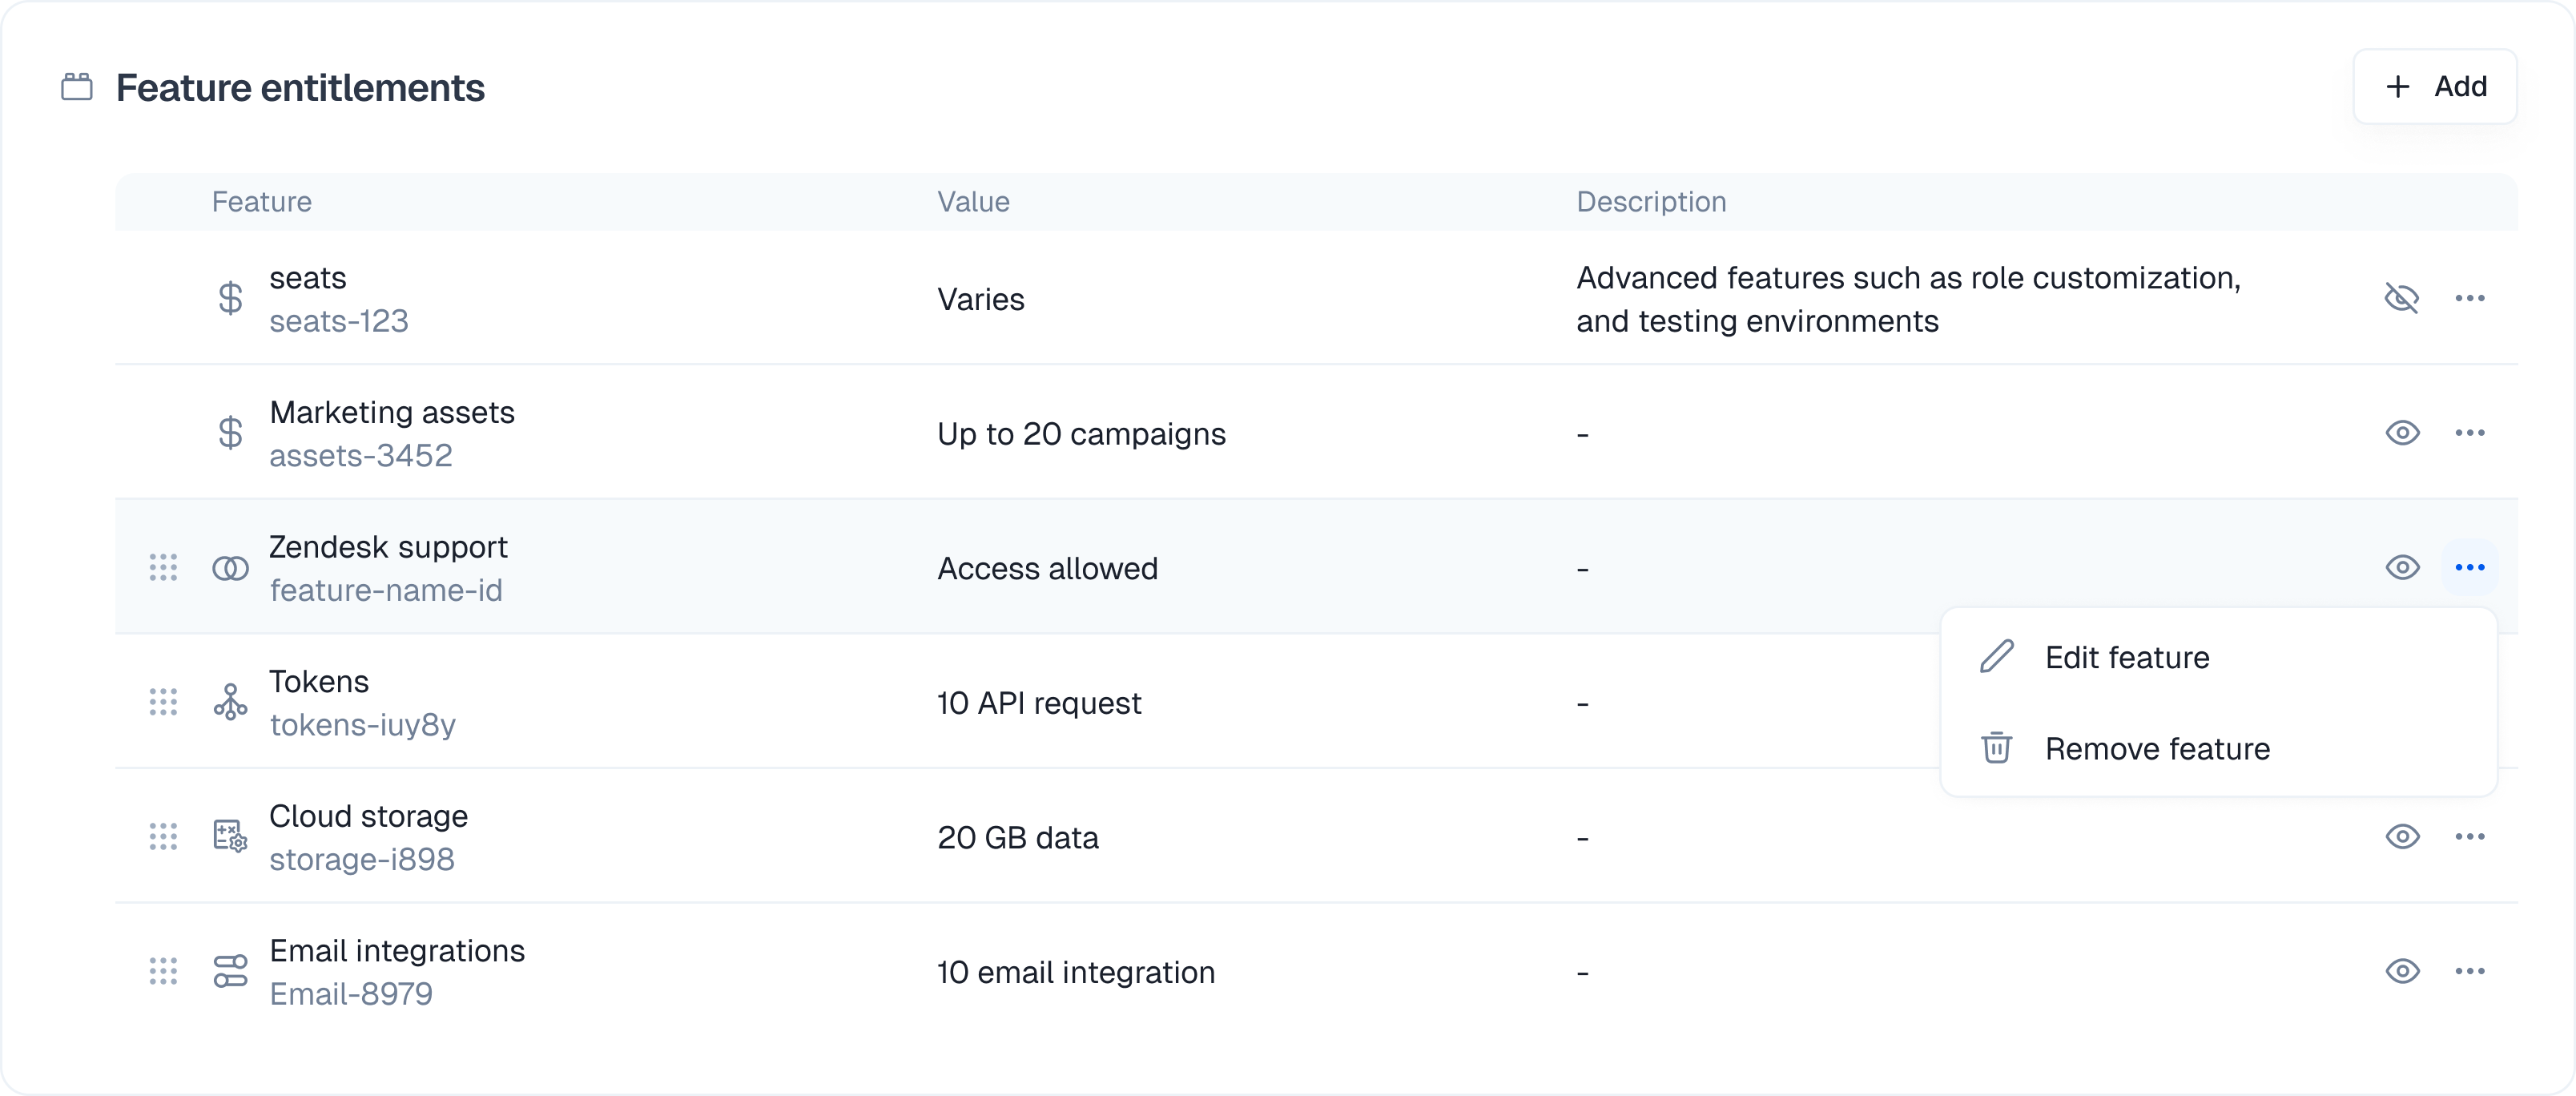 Feature entitlements
Add
Feature Value Description
seats
seats-123
Varies
Advanced features such as role customization,
and testing environments
Marketing assets
assets-3452
Up to 20 campaigns
-
Zendesk support
feature-name-id
Access allowed
-
Edit feature
Remove feature
Tokens
tokens-iuy8y
10 API request
-
Cloud storage
storage-i898
20 GB data
-
Email integrations
Email-8979
10 email integration
-